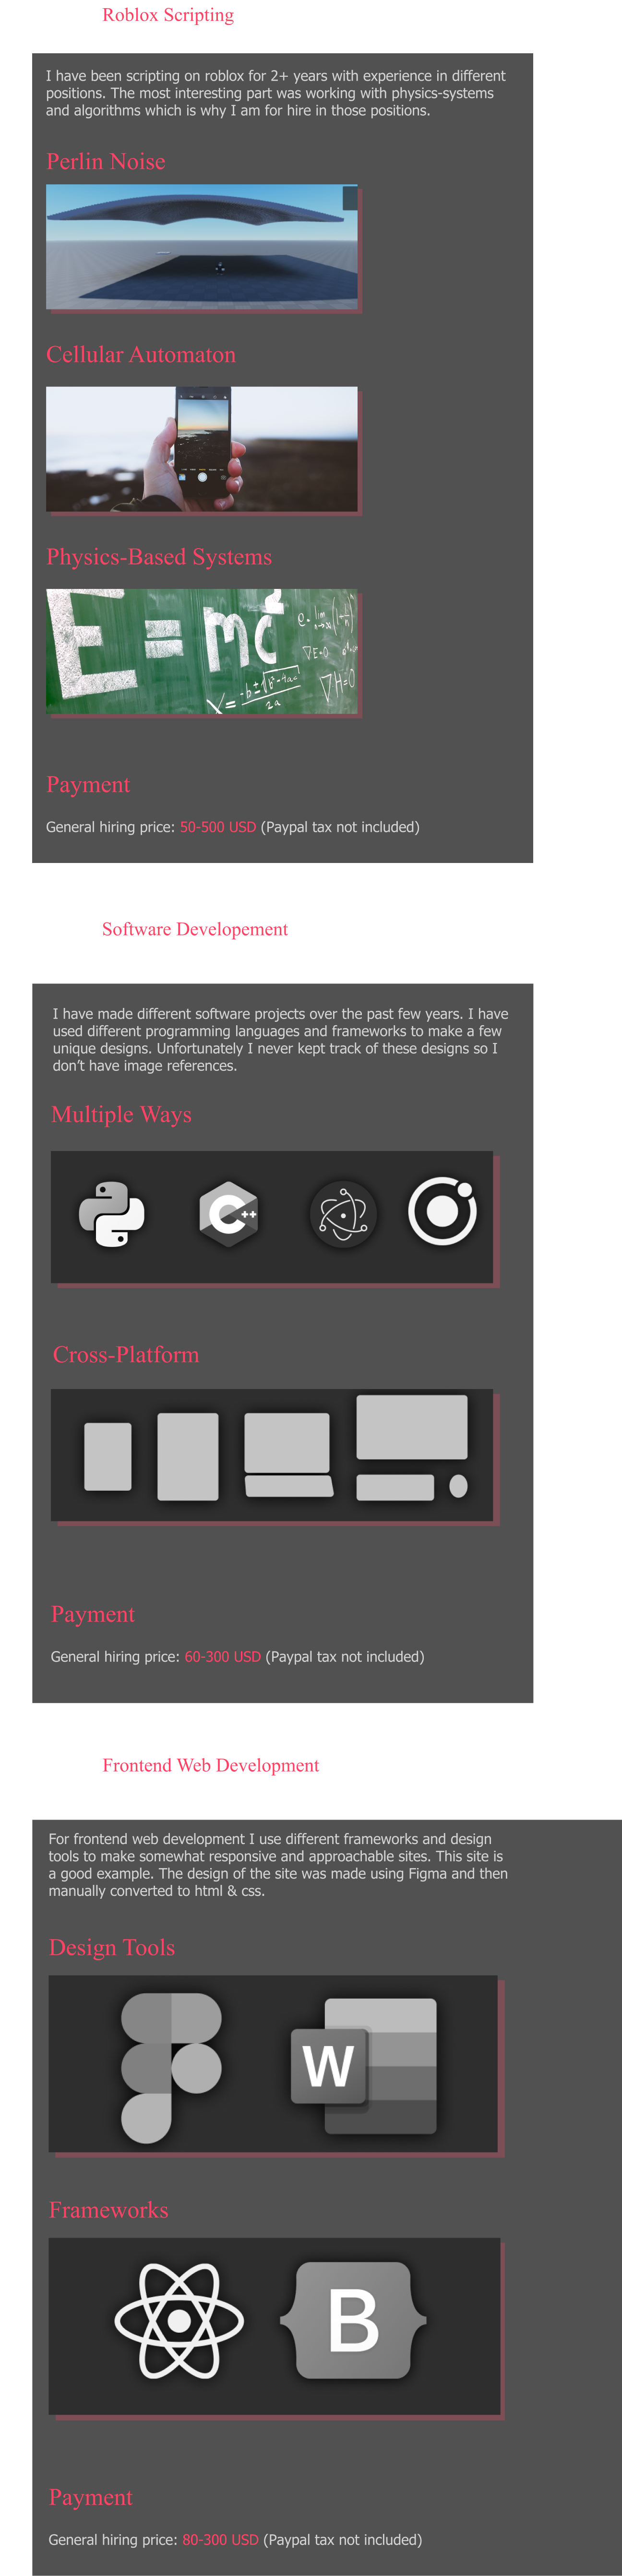 Roblox Scripting
I have been scripting on roblox for 2+ years with experience in different
positions. The most interesting part was working with physics-systems
and algorithms which is why I am for hire in those positions.
Perlin Noise
Cellular Automaton
Physics-Based Systems
E = mc²
∇E=0
∇H=0
X = -b±√b²-4ac
2a
Payment
General hiring price: 50-500 USD (Paypal tax not included)
Software Developement
I have made different software projects over the past few years. I have
used different programming languages and frameworks to make a few
unique designs. Unfortunately I never kept track of these designs so I
don't have image references.
Multiple Ways
C++
Cross-Platform
Payment
General hiring price: 60-300 USD (Paypal tax not included)
Frontend Web Development
For frontend web development I use different frameworks and design
tools to make somewhat responsive and approachable sites. This site is
a good example. The design of the site was made using Figma and then
manually converted to html & css.
Design Tools
W
Frameworks
B
Payment
General hiring price: 80-300 USD (Paypal tax not included)